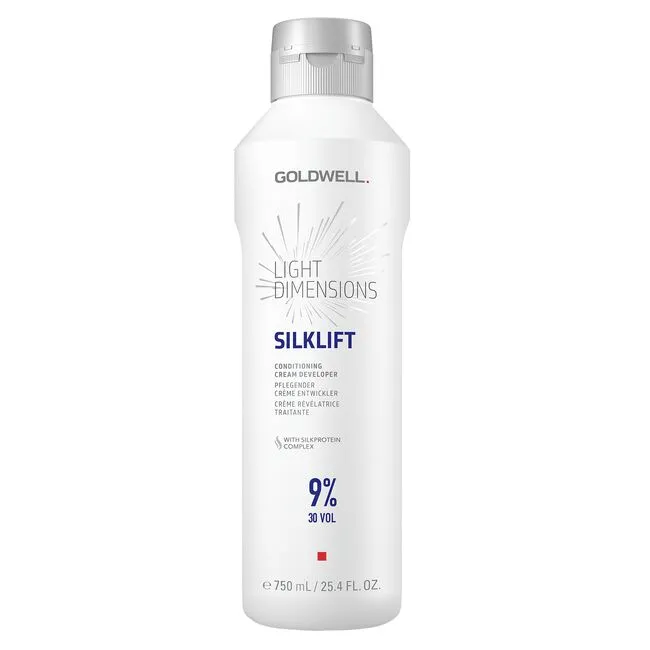 GOLDWELL.
LIGHT
DIMENSIONS
SILKLIFT
CONDITIONING
CREAM DEVELOPER
PFLEGENDER
CREME ENTWICKLER
CRÈME RÉVÉLATRICE
TRAITANTE
WITH SILKPROTEIN
COMPLEX
9%
30 VOL
e 750 mL / 25.4 FL. OZ.